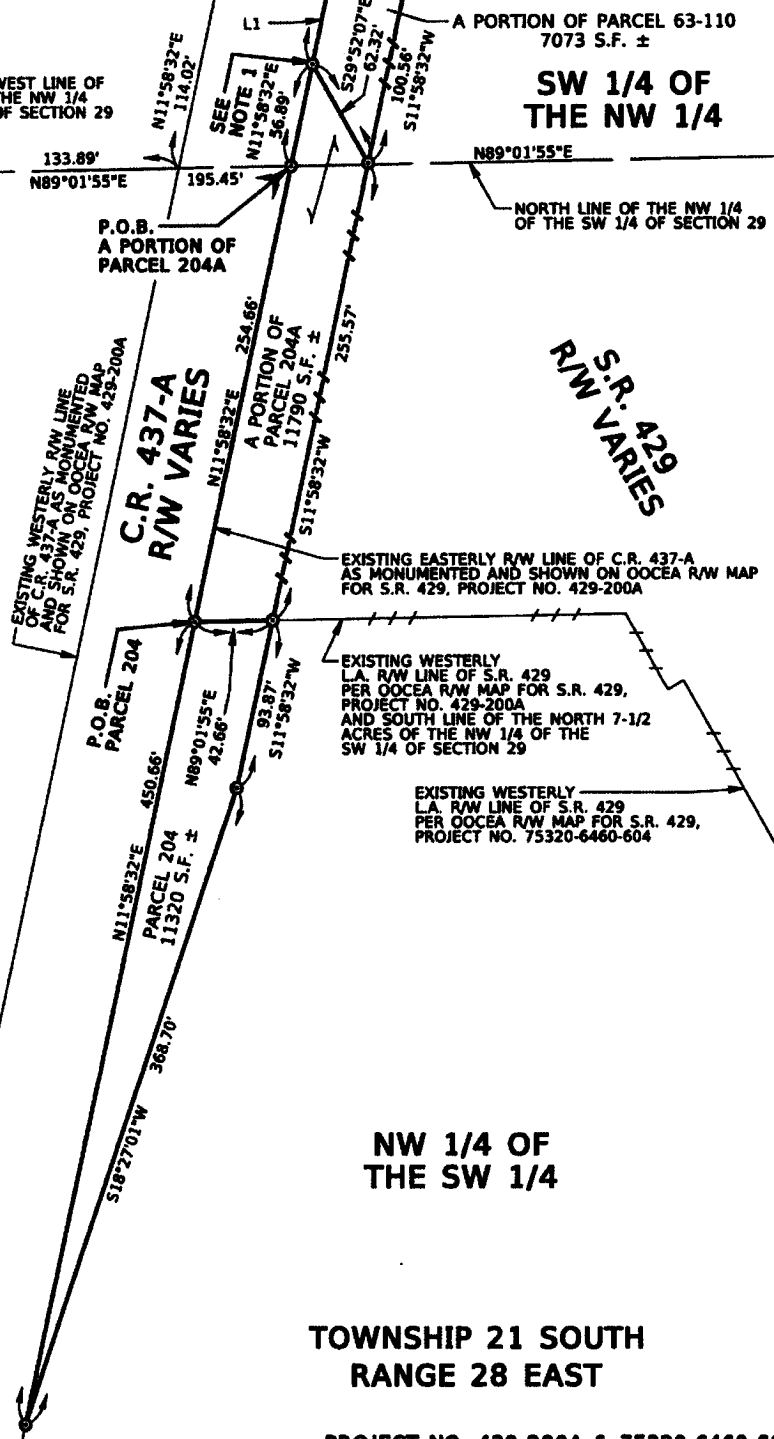 L1
S29°52'07"E
62.32'
100.56'
S11°58'32"W
A PORTION OF PARCEL 63-110
7073 S.F. ±
SW 1/4 OF
THE NW 1/4
WEST LINE OF
THE NW 1/4
OF SECTION 29
N11°58'32"E
114.02'
SEE
NOTE 1
N11°58'32"E
56.89'
133.89'
N89°01'55"E
195.45'
N89°01'55"E
NORTH LINE OF THE NW 1/4
OF THE SW 1/4 OF SECTION 29
P.O.B.
A PORTION OF
PARCEL 204A
254.66'
N11°58'32"E
A PORTION OF
PARCEL 204A
11790 S.F. ±
255.57'
S11°58'32"W
S.R. 429
R/W VARIES
C.R. 437-A
R/W VARIES
EXISTING WESTERLY R/W LINE
OF C.R. 437-A AS MONUMENTED
AND SHOWN ON OOCEA R/W MAP
FOR S.R. 429, PROJECT NO. 429-200A
EXISTING EASTERLY R/W LINE OF C.R. 437-A
AS MONUMENTED AND SHOWN ON OOCEA R/W MAP
FOR S.R. 429, PROJECT NO. 429-200A
P.O.B.
PARCEL 204
N89°01'55"E
42.66'
93.87'
S11°58'32"W
EXISTING WESTERLY
L.A. R/W LINE OF S.R. 429
PER OOCEA R/W MAP FOR S.R. 429,
PROJECT NO. 429-200A
AND SOUTH LINE OF THE NORTH 7-1/2
ACRES OF THE NW 1/4 OF THE
SW 1/4 OF SECTION 29
EXISTING WESTERLY
L.A. R/W LINE OF S.R. 429
PER OOCEA R/W MAP FOR S.R. 429,
PROJECT NO. 75320-6460-604
450.66'
N11°58'32"E
PARCEL 204
11320 S.F. ±
368.70'
S18°27'01"W
NW 1/4 OF
THE SW 1/4
TOWNSHIP 21 SOUTH
RANGE 28 EAST